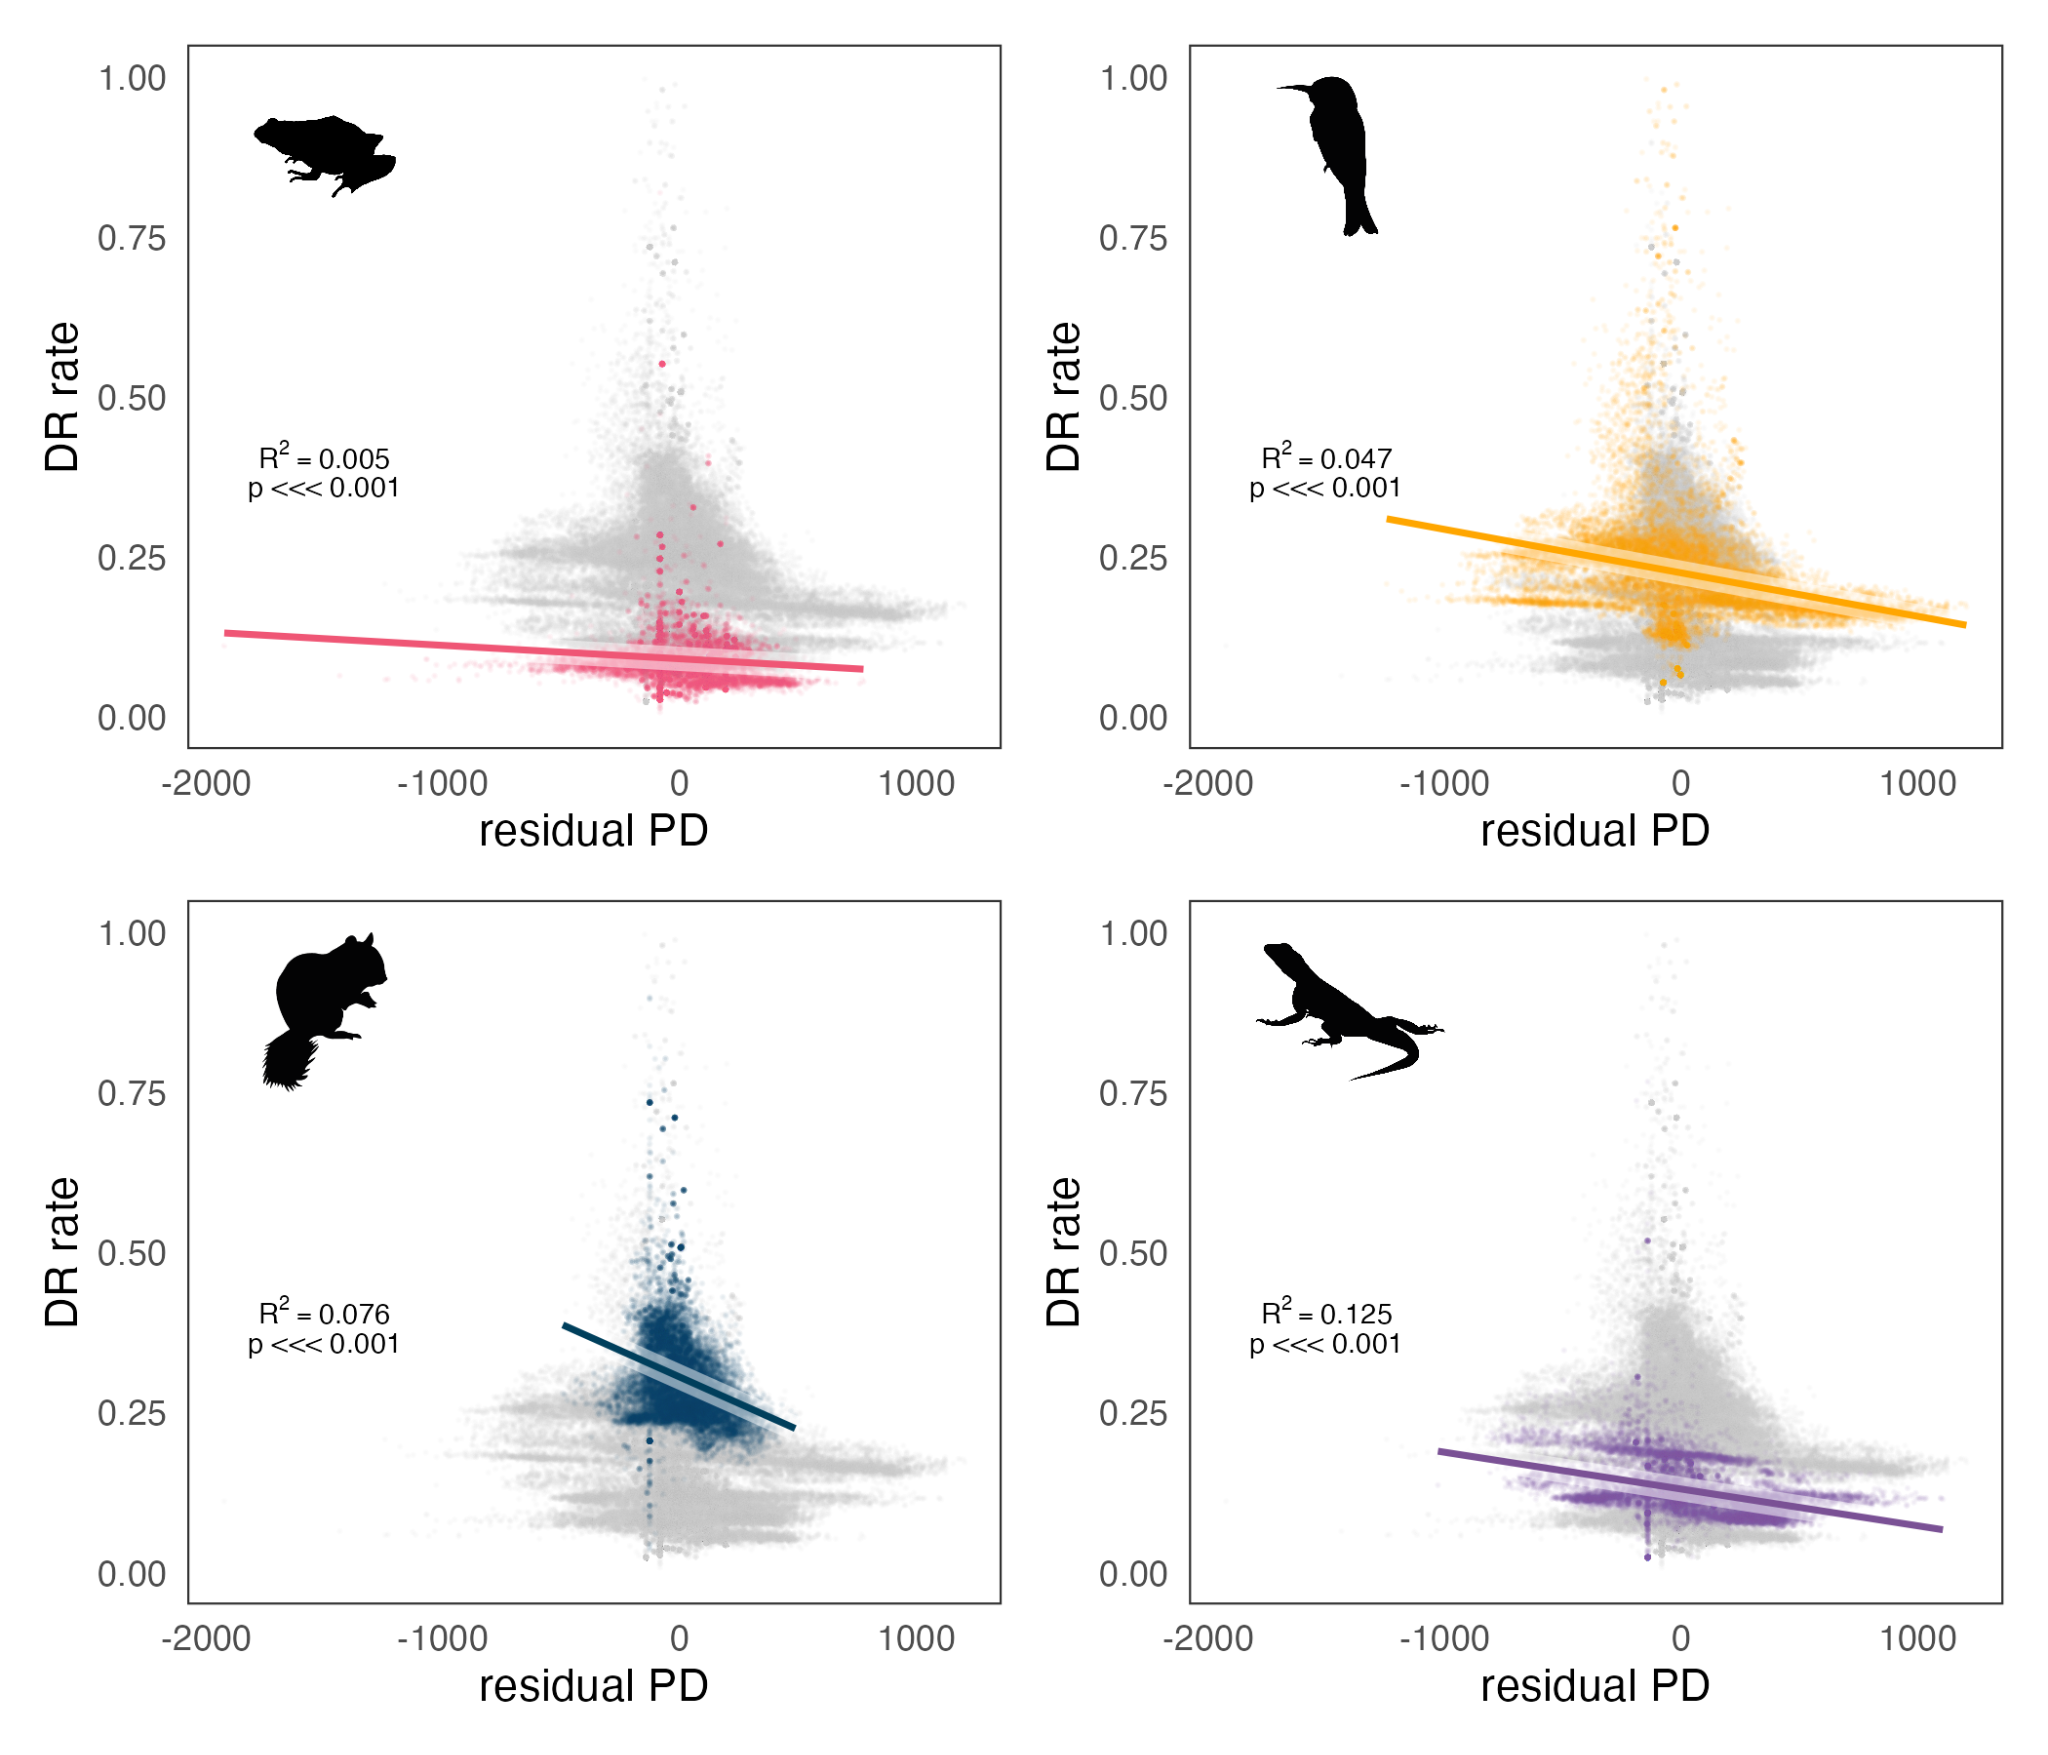 1.00
0.75
0.50
0.25
0.00
DR rate
R² = 0.005
p <<< 0.001
-2000 -1000 0 1000
residual PD
1.00
0.75
0.50
0.25
0.00
DR rate
R² = 0.047
p <<< 0.001
-2000 -1000 0 1000
residual PD
1.00
0.75
0.50
0.25
0.00
DR rate
R² = 0.076
p <<< 0.001
-2000 -1000 0 1000
residual PD
1.00
0.75
0.50
0.25
0.00
DR rate
R² = 0.125
p <<< 0.001
-2000 -1000 0 1000
residual PD